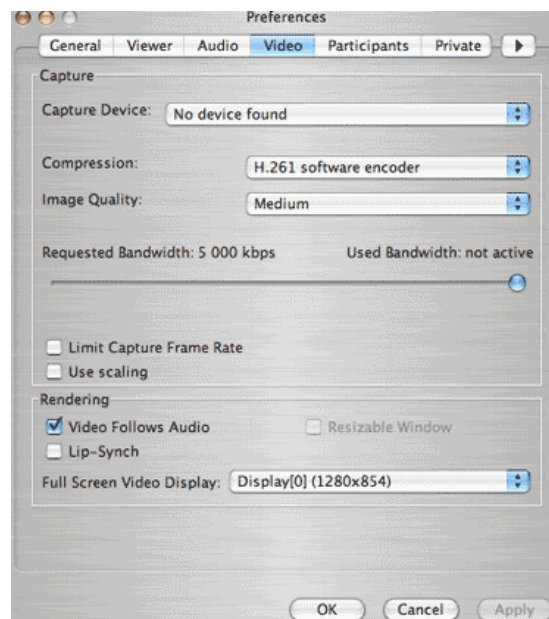 Preferences
General Viewer Audio Video Participants Private
Capture
Capture Device: No device found
Compression: H.261 software encoder
Image Quality: Medium
Requested Bandwidth: 5 000 kbps Used Bandwidth: not active
Limit Capture Frame Rate
Use scaling
Rendering
Video Follows Audio Resizable Window
Lip-Synch
Full Screen Video Display: Display[0] (1280x854)
OK Cancel Apply